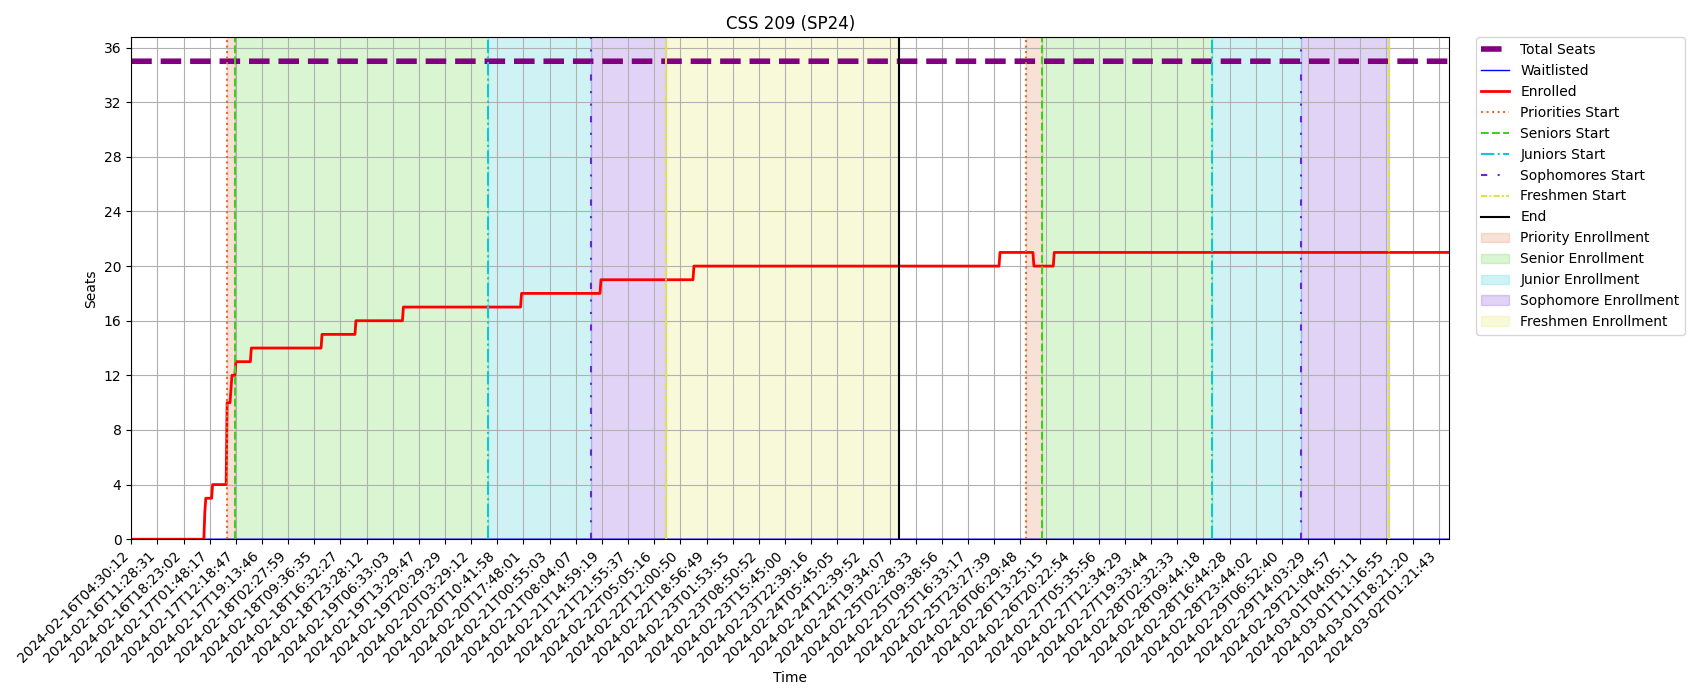 CSS 209 (SP24)
Seats
36
32
28
24
20
16
12
8
4
0
2024-02-16T04:30:12
2024-02-16T11:28:31
2024-02-16T18:23:02
2024-02-17T01:48:17
2024-02-17T12:18:47
2024-02-17T19:13:46
2024-02-18T02:27:59
2024-02-18T09:36:35
2024-02-18T16:32:27
2024-02-18T23:28:12
2024-02-19T06:33:03
2024-02-19T13:29:47
2024-02-19T20:29:29
2024-02-20T03:29:12
2024-02-20T10:41:58
2024-02-20T17:48:01
2024-02-21T00:55:03
2024-02-21T08:04:07
2024-02-21T14:59:19
2024-02-21T21:55:37
2024-02-22T05:05:16
2024-02-22T12:00:50
2024-02-22T18:56:49
2024-02-23T01:53:55
2024-02-23T08:50:52
2024-02-23T15:45:00
2024-02-23T22:39:16
2024-02-24T05:45:05
2024-02-24T12:39:52
2024-02-24T19:34:07
2024-02-25T02:28:33
2024-02-25T09:38:56
2024-02-25T16:33:17
2024-02-25T23:27:39
2024-02-26T06:29:48
2024-02-26T13:25:15
2024-02-26T20:22:54
2024-02-27T05:35:56
2024-02-27T12:34:29
2024-02-27T19:33:44
2024-02-28T02:32:33
2024-02-28T09:44:18
2024-02-28T16:44:28
2024-02-28T23:44:02
2024-02-29T06:52:40
2024-02-29T14:03:29
2024-02-29T21:04:57
2024-03-01T04:05:11
2024-03-01T11:16:55
2024-03-01T18:21:20
2024-03-02T01:21:43
Time
Total Seats
Waitlisted
Enrolled
Priorities Start
Seniors Start
Juniors Start
Sophomores Start
Freshmen Start
End
Priority Enrollment
Senior Enrollment
Junior Enrollment
Sophomore Enrollment
Freshmen Enrollment